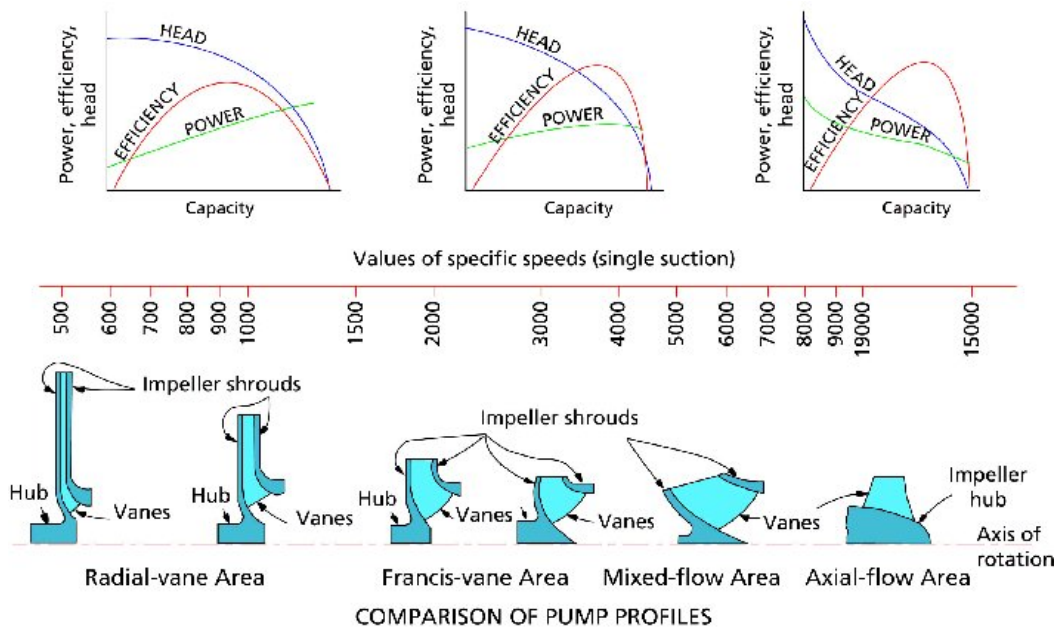 Power, efficiency,
head
HEAD
EFFICIENCY
POWER
Capacity
Power, efficiency,
head
HEAD
EFFICIENCY
POWER
Capacity
Power, efficiency,
head
HEAD
EFFICIENCY
POWER
Capacity
Values of specific speeds (single suction)
500 600 700 800 900 1000 1500 2000 3000 4000 5000 6000 7000 8000 9000 19000 15000
Impeller shrouds
Hub
Vanes
Hub
Vanes
Impeller shrouds
Hub
Vanes
Vanes
Impeller
hub
Axis of
rotation
Radial-vane Area
Francis-vane Area
Mixed-flow Area
Axial-flow Area
COMPARISON OF PUMP PROFILES